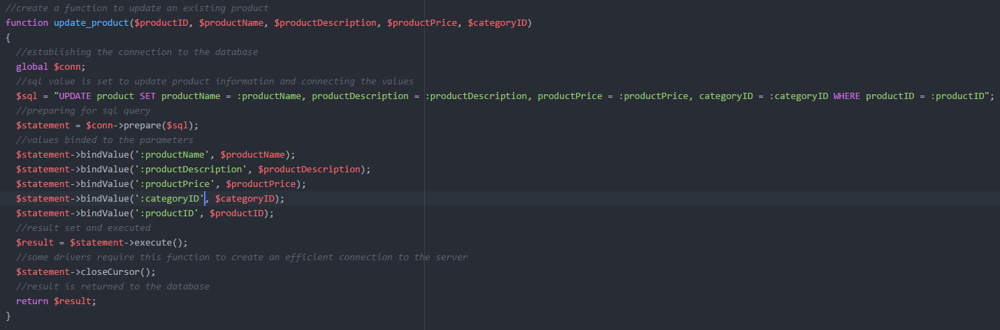 //create a function to update an existing product
function update_product($productID, $productName, $productDescription, $productPrice, $categoryID)
{
  //establishing the connection to the database
  global $conn;
  //sql value is set to update product information and connecting the values
  $sql = "UPDATE product SET productName = :productName, productDescription = :productDescription, productPrice = :productPrice, categoryID = :categoryID WHERE productID = :productID";
  //preparing for sql query
  $statement = $conn->prepare($sql);
  //values binded to the parameters
  $statement->bindValue(':productName', $productName);
  $statement->bindValue(':productDescription', $productDescription);
  $statement->bindValue(':productPrice', $productPrice);
  $statement->bindValue(':categoryID', $categoryID);
  $statement->bindValue(':productID', $productID);
  //result set and executed
  $result = $statement->execute();
  //some drivers require this function to create an efficient connection to the server
  $statement->closeCursor();
  //result is returned to the database
  return $result;
}